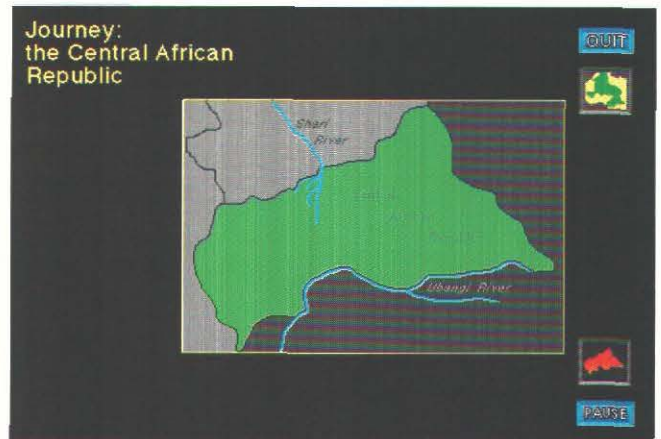 Journey:
the Central African
Republic
QUIT
Shari
River
Ubangi River
PAUSE